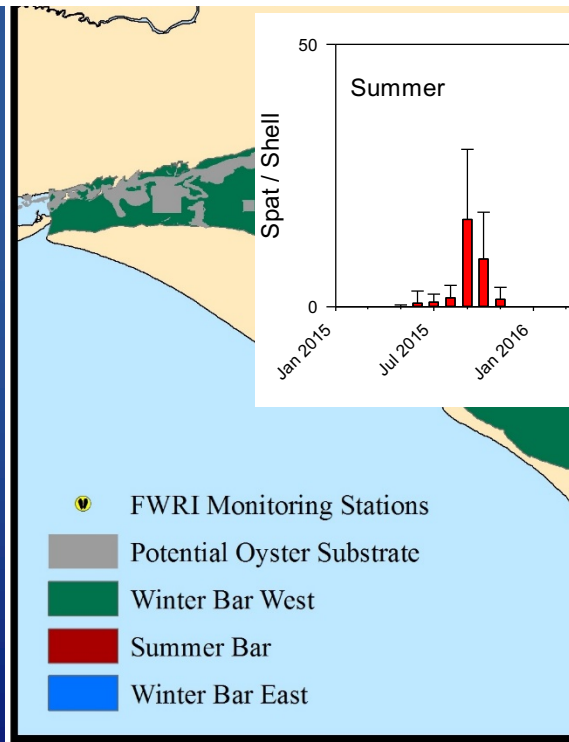 50
Summer
Spat / Shell
0
Jan 2015
Jul 2015
Jan 2016
FWRI Monitoring Stations
Potential Oyster Substrate
Winter Bar West
Summer Bar
Winter Bar East